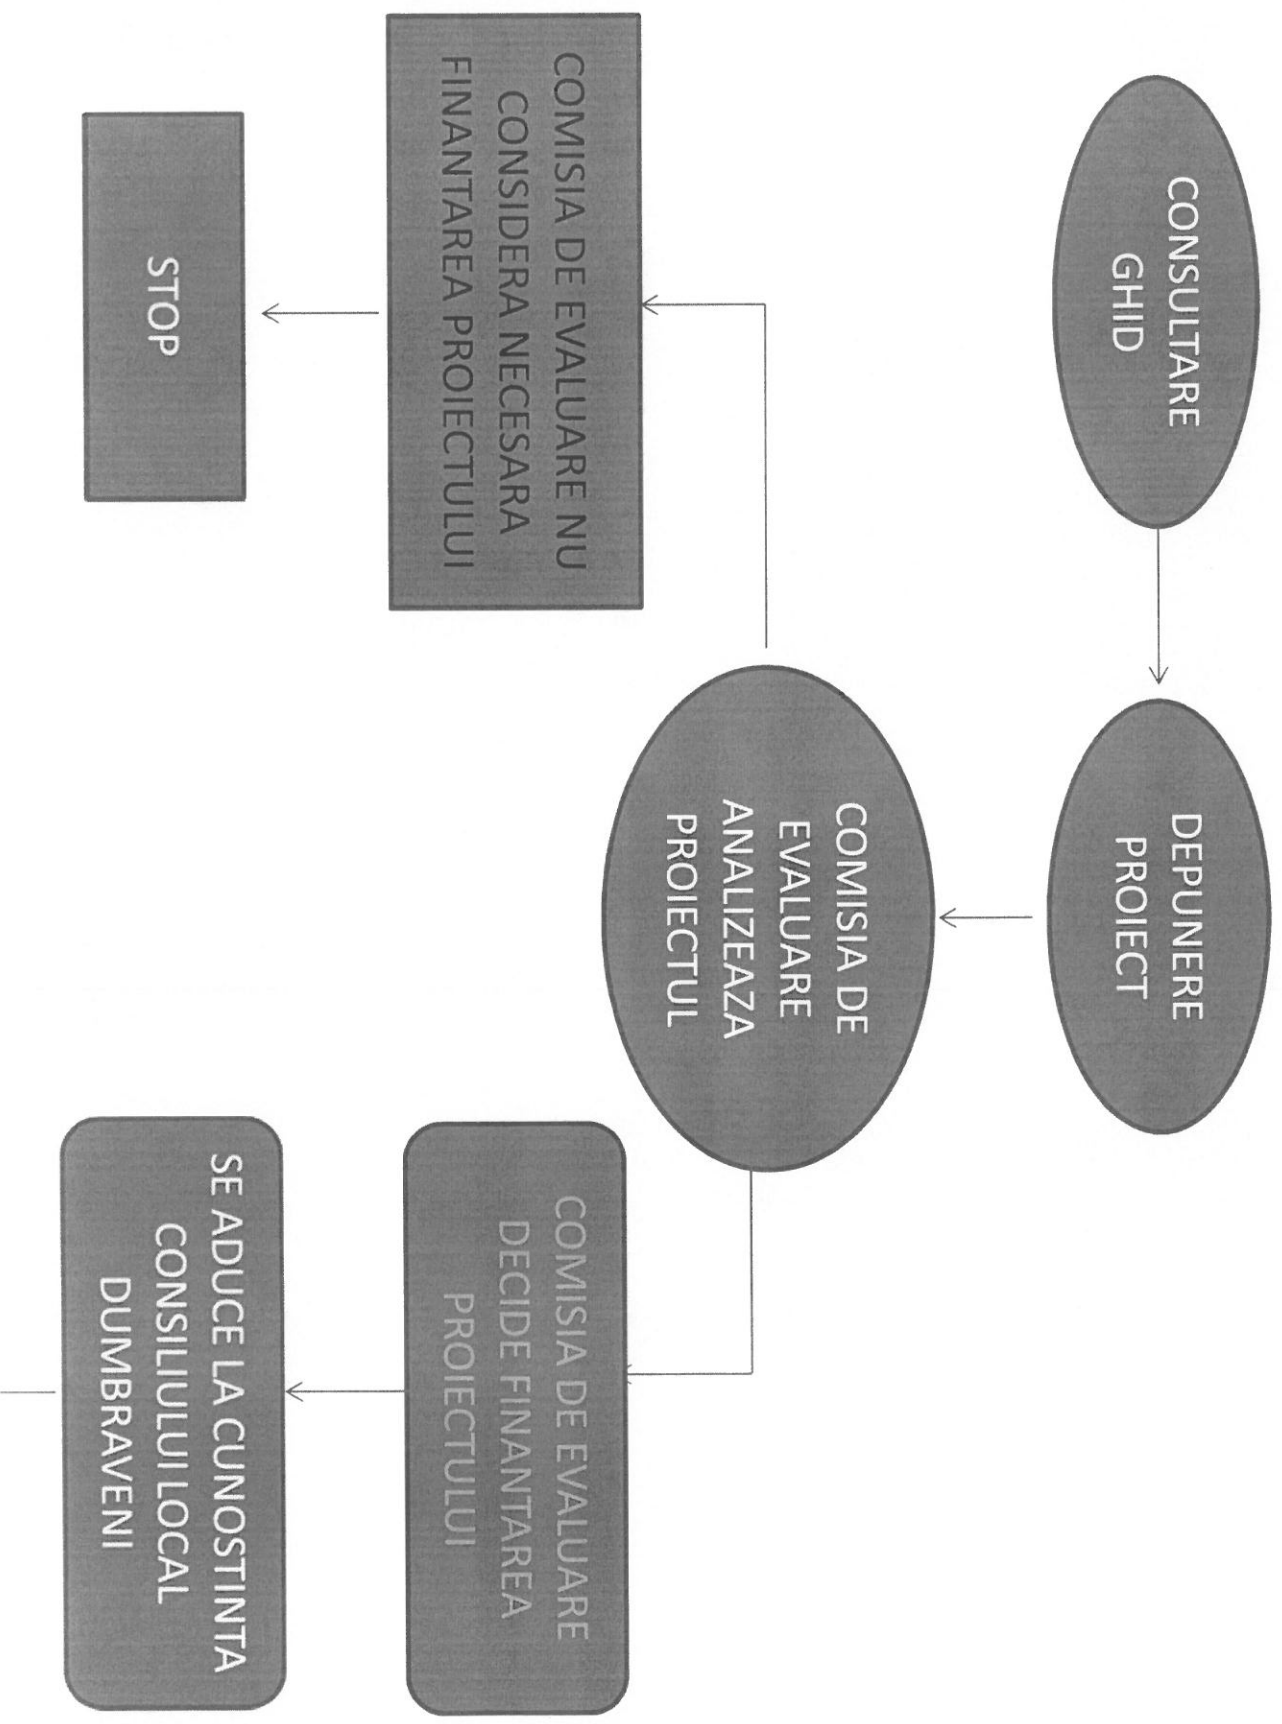 CONSULTARE
GHID
DEPUNERE
PROIECT
COMISIA DE
EVALUARE
ANALIZEAZA
PROIECTUL
COMISIA DE EVALUARE NU
CONSIDERA NECESARA
FINANTAREA PROIECTULUI
STOP
COMISIA DE EVALUARE
DECIDE FINANTAREA
PROIECTULUI
SE ADUCE LA CUNOSTINTA
CONSILIULUI LOCAL
DUMBRAVENI